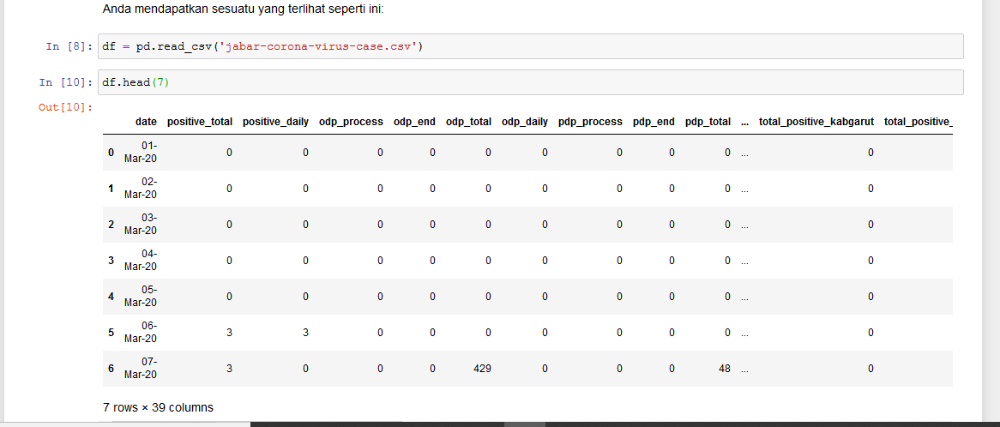 Anda mendapatkan sesuatu yang terlihat seperti ini:
In [8]: df = pd.read_csv('jabar-corona-virus-case.csv')
In [10]: df.head(7)
Out[10]:
date positive_total positive_daily odp_process odp_end odp_total odp_daily pdp_process pdp_end pdp_total ... total_positive_kabgarut total_positive_
0 01-Mar-20 0 0 0 0 0 0 0 0 0 ... 0
1 02-Mar-20 0 0 0 0 0 0 0 0 0 ... 0
2 03-Mar-20 0 0 0 0 0 0 0 0 0 ... 0
3 04-Mar-20 0 0 0 0 0 0 0 0 0 ... 0
4 05-Mar-20 0 0 0 0 0 0 0 0 0 ... 0
5 06-Mar-20 3 3 0 0 0 0 0 0 0 ... 0
6 07-Mar-20 3 0 0 0 429 0 0 0 48 ... 0
7 rows × 39 columns